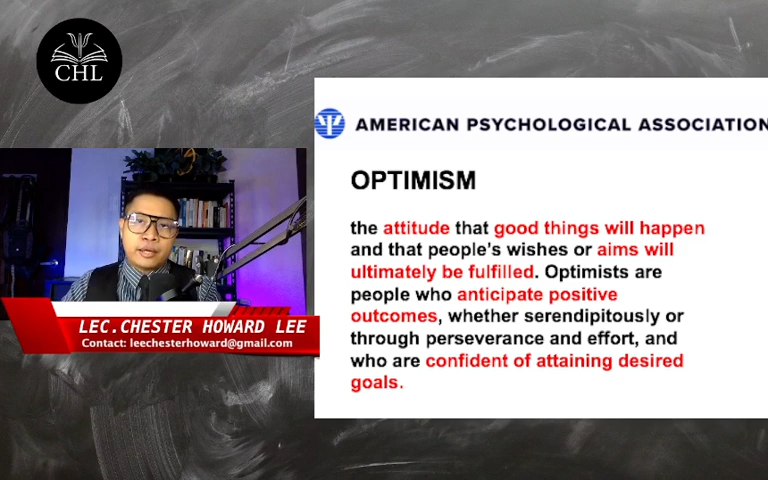 CHL
AMERICAN PSYCHOLOGICAL ASSOCIATION
OPTIMISM
the attitude that good things will happen
and that people's wishes or aims will
ultimately be fulfilled. Optimists are
people who anticipate positive
outcomes, whether serendipitously or
through perseverance and effort, and
who are confident of attaining desired
goals.
LEC.CHESTER HOWARD LEE
Contact: leechesterhoward@gmail.com